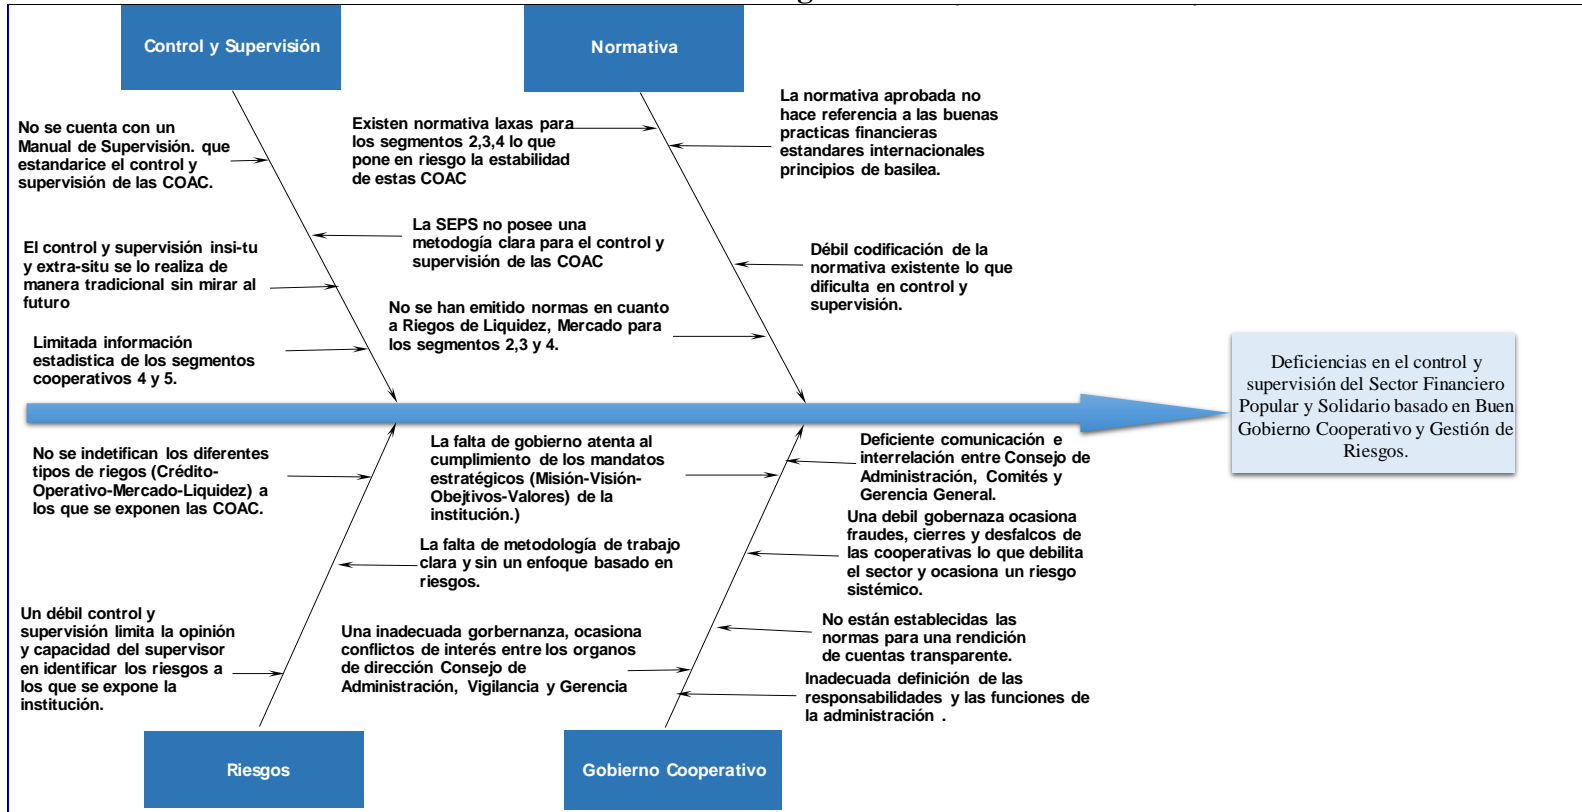 Control y Supervisión
Normativa
No se cuenta con un
Manual de Supervisión. que
estandarice el control y
supervisión de las COAC.
Existen normativa laxas para
los segmentos 2,3,4 lo que
pone en riesgo la estabilidad
de estas COAC
La normativa aprobada no
hace referencia a las buenas
practicas financieras
estandares internacionales
principios de basilea.
La SEPS no posee una
metodogía clara para el control y
supervisión de las COAC
El control y supervisión insi-tu
y extra-situ se lo realiza de
manera tradicional sin mirar al
futuro
Débil codificación de la
normativa existente lo que
dificulta en control y
supervisión.
No se han emitido normas en cuanto
a Riegos de Liquidez, Mercado para
los segmentos 2,3 y 4.
Limitada información
estadistica de los segmentos
cooperativos 4 y 5.
Deficiencias en el control y
supervisión del Sector Financiero
Popular y Solidario basado en Buen
Gobierno Cooperativo y Gestión de
Riesgos.
No se indetifican los diferentes
tipos de riegos (Crédito-
Operativo-Mercado-Liquidez) a
los que se exponen las COAC.
La falta de gobierno atenta al
cumplimiento de los mandatos
estratégicos (Misión-Visión-
Obejtivos-Valores) de la
institución.)
Deficiente comunicación e
interrelación entre Consejo de
Administración, Comités y
Gerencia General.
Una debil gobernaza ocasiona
fraudes, cierres y desfalcos de
las cooperativas lo que debilita
el sector y ocasiona un riesgo
sistémico.
La falta de metodología de trabajo
clara y sin un enfoque basado en
riesgos.
Un débil control y
supervisión limita la opinión
y capacidad del supervisor
en identificar los riesgos a
los que se expone la
institución.
Una inadecuada gorbernanza, ocasiona
conflictos de interés entre los organos
de dirección Consejo de
Administración, Vigilancia y Gerencia
No están establecidas las
normas para una rendición
de cuentas transparente.
Inadecuada definición de las
responsabilidades y las funciones de
la administración .
Riesgos
Gobierno Cooperativo